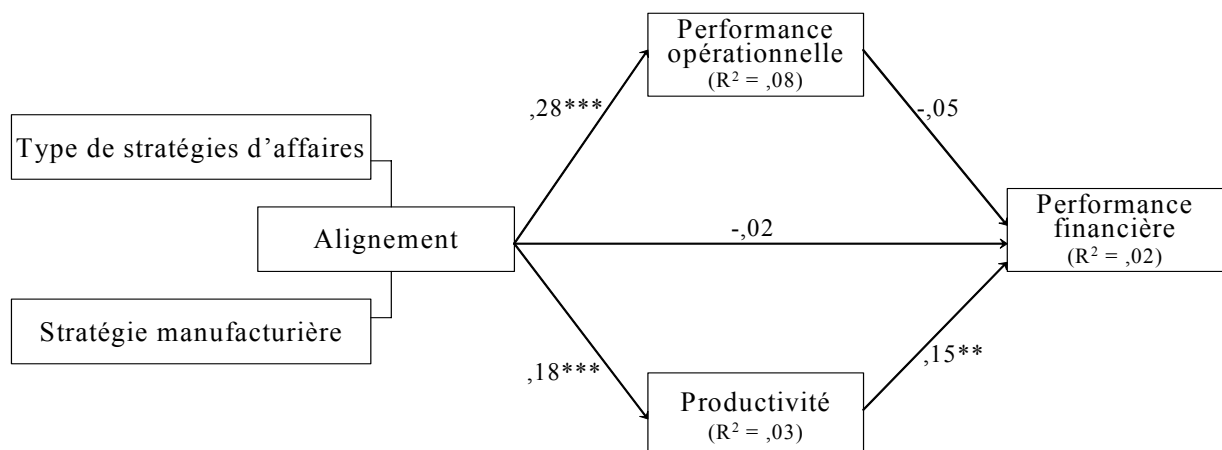 Performance
opérationnelle
(R² = ,08)
,28***
-,05
Type de stratégies d'affaires
Performance
financière
(R² = ,02)
-,02
Alignement
Stratégie manufacturière
,18***
,15**
Productivité
(R² = ,03)